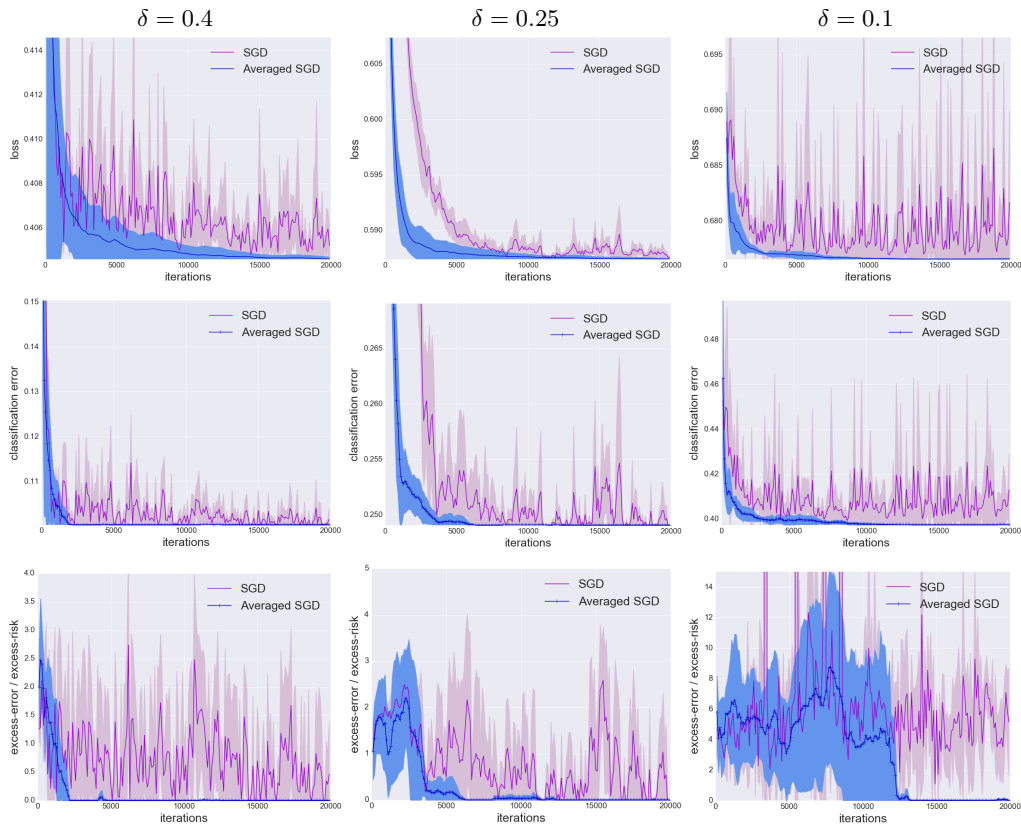 δ = 0.4
δ = 0.25
δ = 0.1
0.414
0.412
0.410
0.408
0.406
loss
SGD
Averaged SGD
0 5000 10000 15000 20000
iterations
0.605
0.600
0.595
0.590
loss
SGD
Averaged SGD
0 5000 10000 15000 20000
iterations
0.695
0.690
0.685
0.680
loss
SGD
Averaged SGD
0 5000 10000 15000 20000
iterations
0.15
0.14
0.13
0.12
0.11
classification error
SGD
Averaged SGD
0 5000 10000 15000 20000
iterations
0.265
0.260
0.255
0.250
classification error
SGD
Averaged SGD
0 5000 10000 15000 20000
iterations
0.48
0.46
0.44
0.42
0.40
classification error
SGD
Averaged SGD
0 5000 10000 15000 20000
iterations
4.0
3.5
3.0
2.5
2.0
1.5
1.0
0.5
0.0
excess-error / excess-risk
SGD
Averaged SGD
0 5000 10000 15000 20000
iterations
5
4
3
2
1
0
excess-error / excess-risk
SGD
Averaged SGD
0 5000 10000 15000 20000
iterations
14
12
10
8
6
4
2
0
excess-error / excess-risk
SGD
Averaged SGD
0 5000 10000 15000 20000
iterations